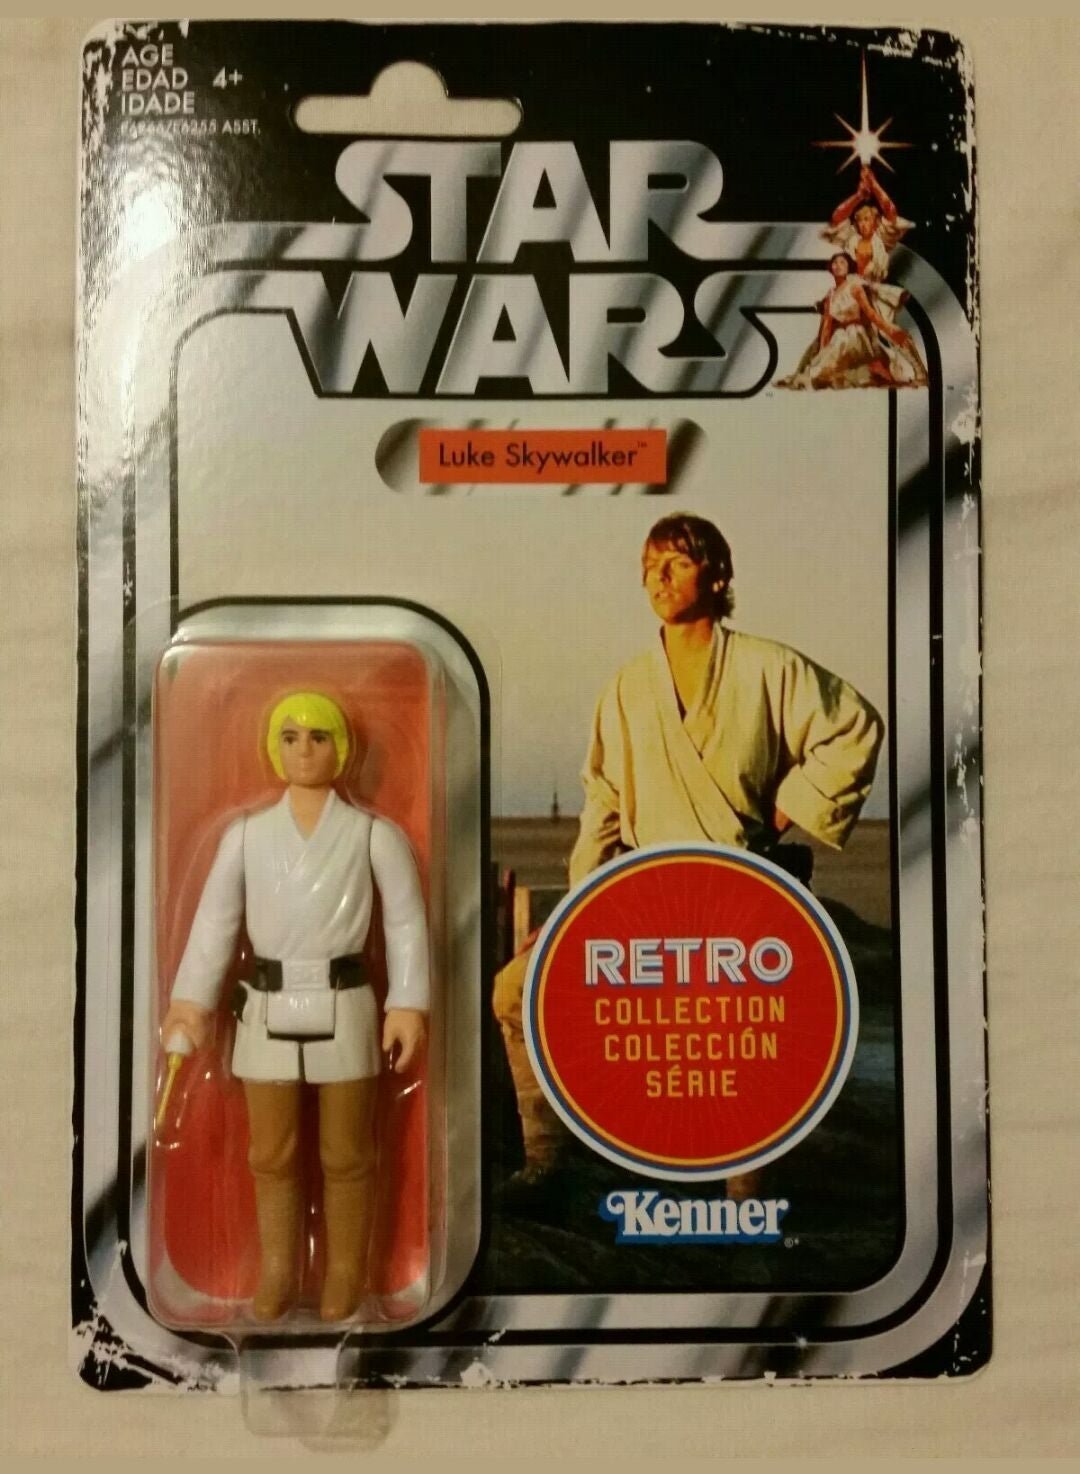 AGE
EDAD 4+
IDADE
ASST.
STAR
WARS
Luke Skywalker™
RETRO
COLLECTION
COLECCIÓN
SÉRIE
Kenner